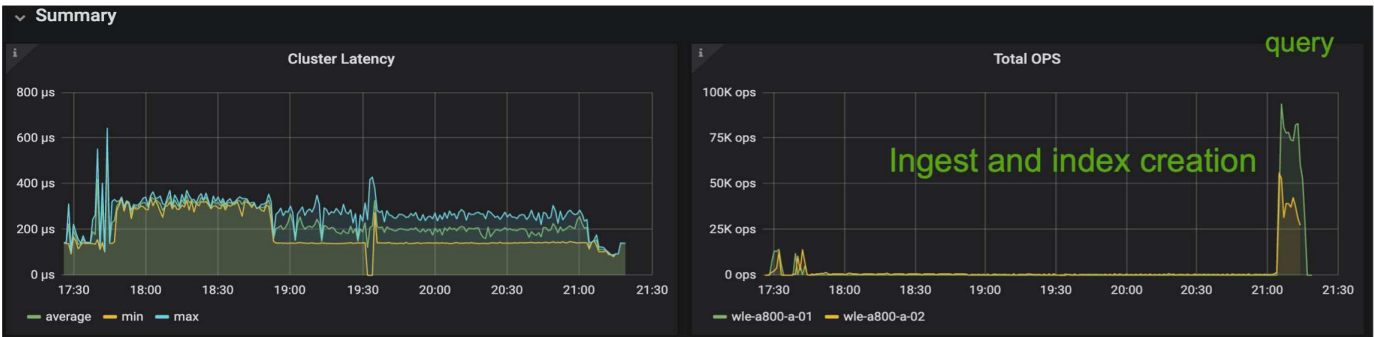 Summary
Cluster Latency
800 µs
600 µs
400 µs
200 µs
0 µs
17:30 18:00 18:30 19:00 19:30 20:00 20:30 21:00 21:30
average min max
query
Total OPS
100K ops
75K ops
Ingest and index creation
50K ops
25K ops
0 ops
17:30 18:00 18:30 19:00 19:30 20:00 20:30 21:00 21:30
wle-a800-a-01 wle-a800-a-02